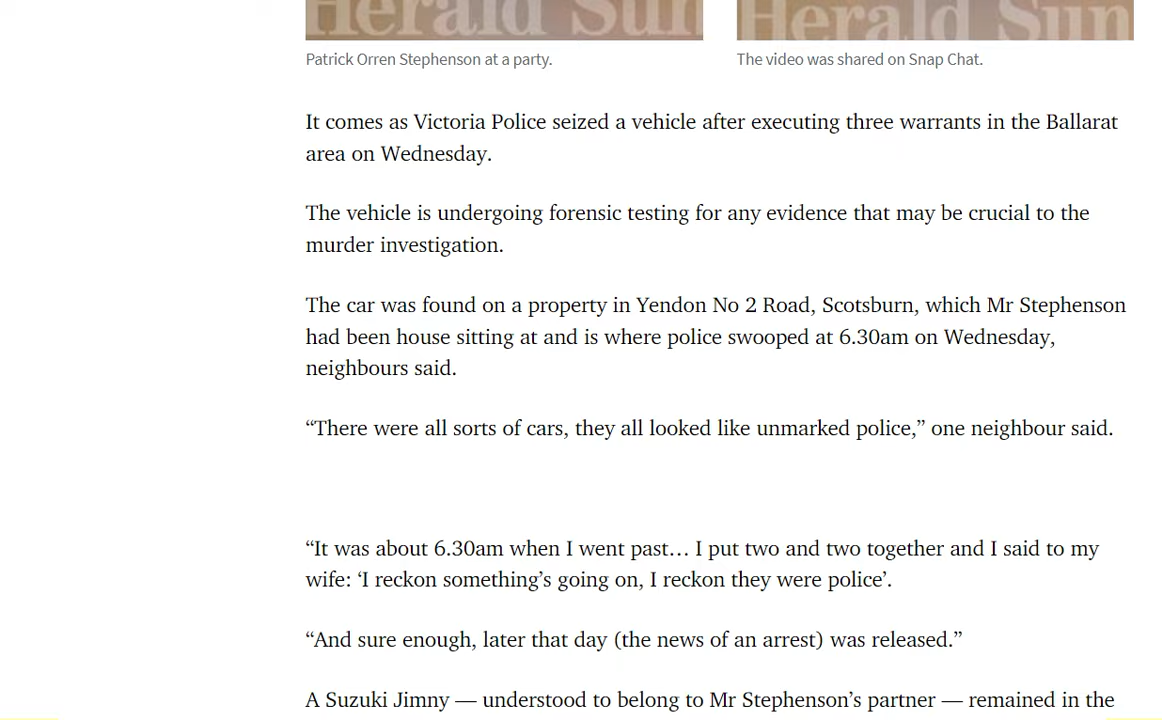 Herald Sun
Herald Sun
Patrick Orren Stephenson at a party.
The video was shared on Snap Chat.
It comes as Victoria Police seized a vehicle after executing three warrants in the Ballarat
area on Wednesday.
The vehicle is undergoing forensic testing for any evidence that may be crucial to the
murder investigation.
The car was found on a property in Yendon No 2 Road, Scotsburn, which Mr Stephenson
had been house sitting at and is where police swooped at 6.30am on Wednesday,
neighbours said.
“There were all sorts of cars, they all looked like unmarked police,” one neighbour said.
“It was about 6.30am when I went past… I put two and two together and I said to my
wife: ‘I reckon something’s going on, I reckon they were police’.
“And sure enough, later that day (the news of an arrest) was released.”
A Suzuki Jimny — understood to belong to Mr Stephenson’s partner — remained in the